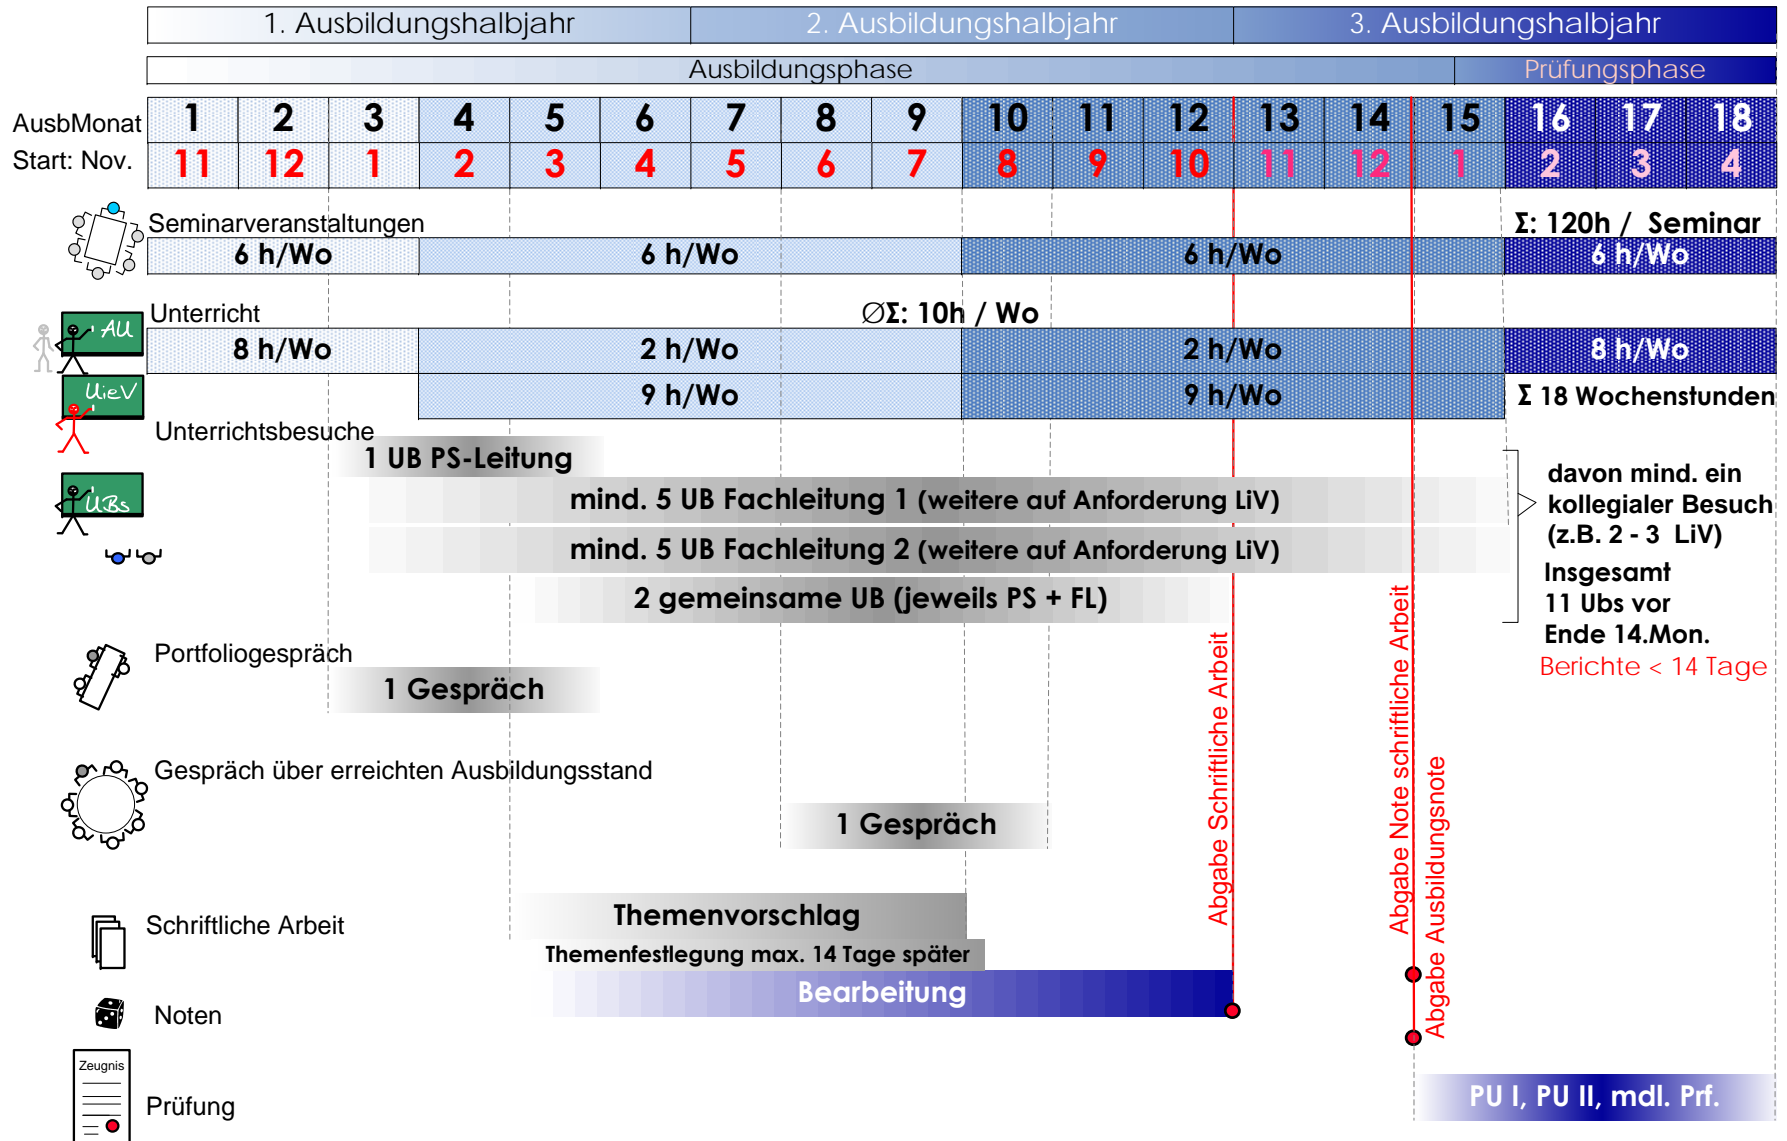 1. Ausbildungshalbjahr 2. Ausbildungshalbjahr 3. Ausbildungshalbjahr
Ausbildungsphase Prüfungsphase
AusbMonat 1 2 3 4 5 6 7 8 9 10 11 12 13 14 15 16 17 18
Start: Nov. 11 12 1 2 3 4 5 6 7 8 9 10 11 12 1 2 3 4
Seminarveranstaltungen Σ: 120h / Seminar
6 h/Wo 6 h/Wo 6 h/Wo 6 h/Wo
Unterricht ∅Σ: 10h / Wo
AU 8 h/Wo 2 h/Wo 2 h/Wo 8 h/Wo
UieV 9 h/Wo 9 h/Wo Σ 18 Wochenstunden
Unterrichtsbesuche
1 UB PS-Leitung
UBs
mind. 5 UB Fachleitung 1 (weitere auf Anforderung LiV)
mind. 5 UB Fachleitung 2 (weitere auf Anforderung LiV)
2 gemeinsame UB (jeweils PS + FL)
davon mind. ein
kollegialer Besuch
(z.B. 2 - 3 LiV)
Insgesamt
11 Ubs vor
Ende 14.Mon.
Berichte < 14 Tage
Portfoliogespräch
1 Gespräch
Gespräch über erreichten Ausbildungsstand
1 Gespräch
Abgabe Schriftliche Arbeit
Abgabe Note schriftliche Arbeit
Abgabe Ausbildungsnote
Schriftliche Arbeit
Themenvorschlag
Themenfestlegung max. 14 Tage später
Bearbeitung
Noten
Zeugnis
Prüfung
PU I, PU II, mdl. Prf.